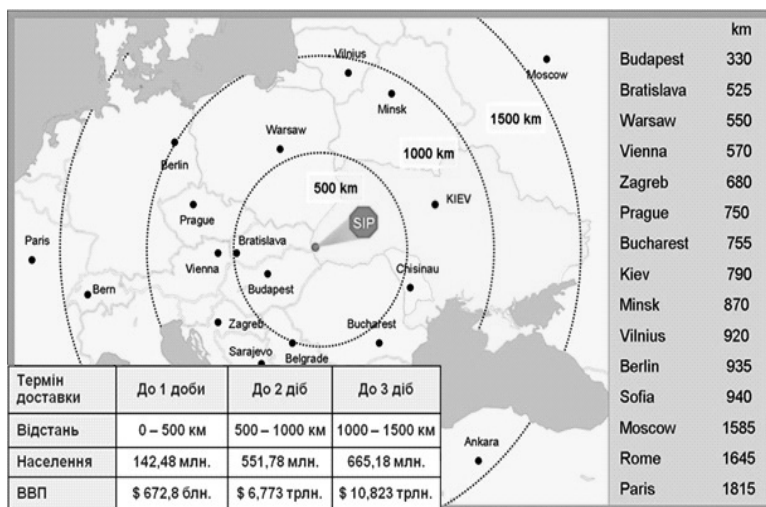 Vilnius
Moscow
Minsk
1500 km
Warsaw
1000 km
Berlin
500 km
KIEV
SIP
Prague
Paris
Bratislava
Vienna
Chisinau
Bern
Budapest
Zagreb
Bucharest
Sarajevo
Belgrade
Ankara
Термін доставки До 1 доби До 2 діб До 3 діб
Відстань 0 – 500 км 500 – 1000 км 1000 – 1500 км
Населення 142,48 млн. 551,78 млн. 665,18 млн.
ВВП $ 672,8 блн. $ 6,773 трлн. $ 10,823 трлн.
km
Budapest 330
Bratislava 525
Warsaw 550
Vienna 570
Zagreb 680
Prague 750
Bucharest 755
Kiev 790
Minsk 870
Vilnius 920
Berlin 935
Sofia 940
Moscow 1585
Rome 1645
Paris 1815